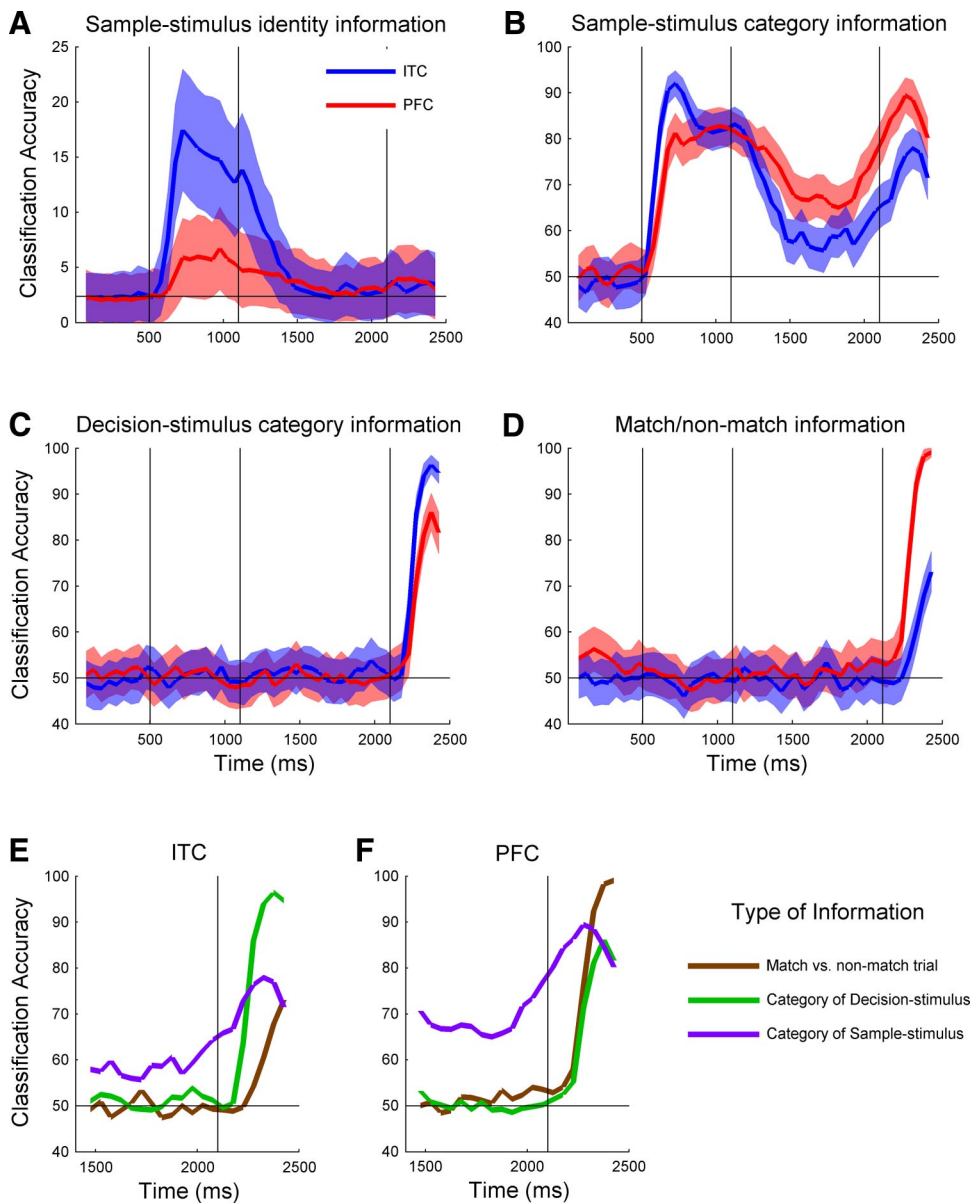 A
Sample-stimulus identity information
Classification Accuracy
25
20
15
10
5
0
ITC
PFC
500 1000 1500 2000 2500
B
Sample-stimulus category information
100
90
80
70
60
50
40
500 1000 1500 2000 2500
C
Decision-stimulus category information
Classification Accuracy
100
90
80
70
60
50
40
500 1000 1500 2000 2500
Time (ms)
D
Match/non-match information
100
90
80
70
60
50
40
500 1000 1500 2000 2500
Time (ms)
E
ITC
Classification Accuracy
100
90
80
70
60
50
40
1500 2000 2500
Time (ms)
F
PFC
100
90
80
70
60
50
40
1500 2000 2500
Time (ms)
Type of Information
Match vs. non-match trial
Category of Decision-stimulus
Category of Sample-stimulus